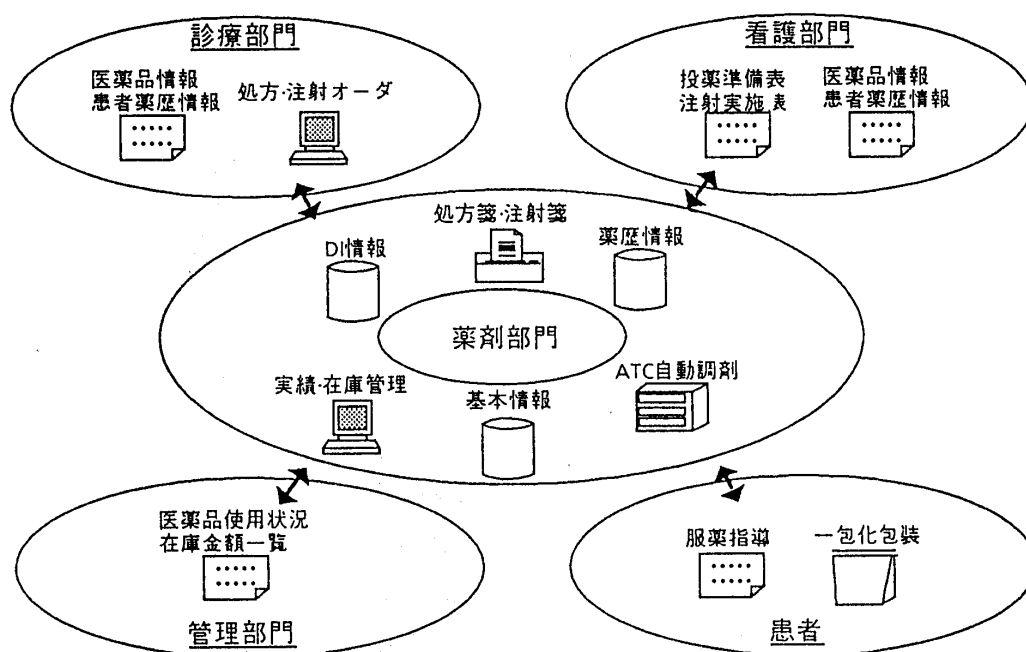 診療部門
医薬品情報
患者薬歴情報
処方·注射オーダ
看護部門
投薬準備表
注射実施表
医薬品情報
患者薬歴情報
処方箋·注射箋
DI情報
薬歴情報
薬剤部門
実績·在庫管理
基本情報
ATC自動調剤
医薬品使用状況
在庫金額一覧
管理部門
服薬指導
一包化包装
患者